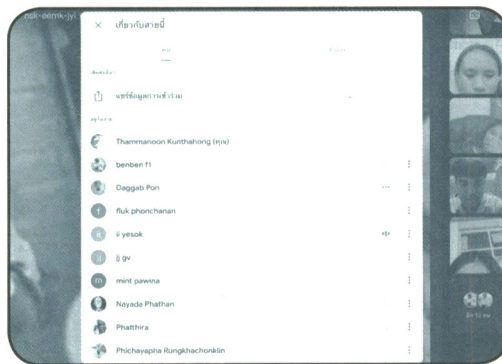 nsk-eemk-jyi
เกี่ยวกับสายนี้
แชร์ข้อมูลการเข้าร่วม
Thammanoon Kunthahong (คุณ)
benben f1
Daggab Pon
f
fluk phonchanan
ii yesok
jj gv
m
mint pawina
Nayada Phathan
Phatthira
Phichayapha Rungkhachonklin